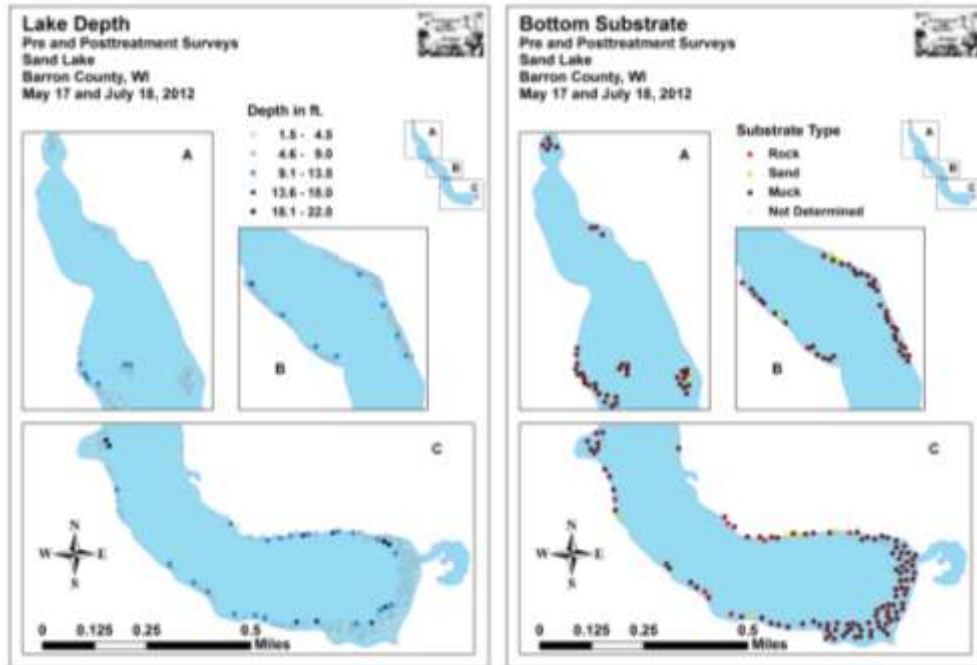 Lake Depth
Pre and Posttreatment Surveys
Sand Lake
Barron County, WI
May 17 and July 18, 2012
Depth in ft.
1.5 - 4.5
4.6 - 9.0
9.1 - 13.5
13.6 - 18.0
18.1 - 22.0
A
B
C
A
B
C
N
W E
S
0 0.125 0.25 0.5
Miles
Bottom Substrate
Pre and Posttreatment Surveys
Sand Lake
Barron County, WI
May 17 and July 18, 2012
Substrate Type
Rock
Sand
Muck
Not Determined
A
B
C
A
B
C
N
W E
S
0 0.125 0.25 0.5
Miles